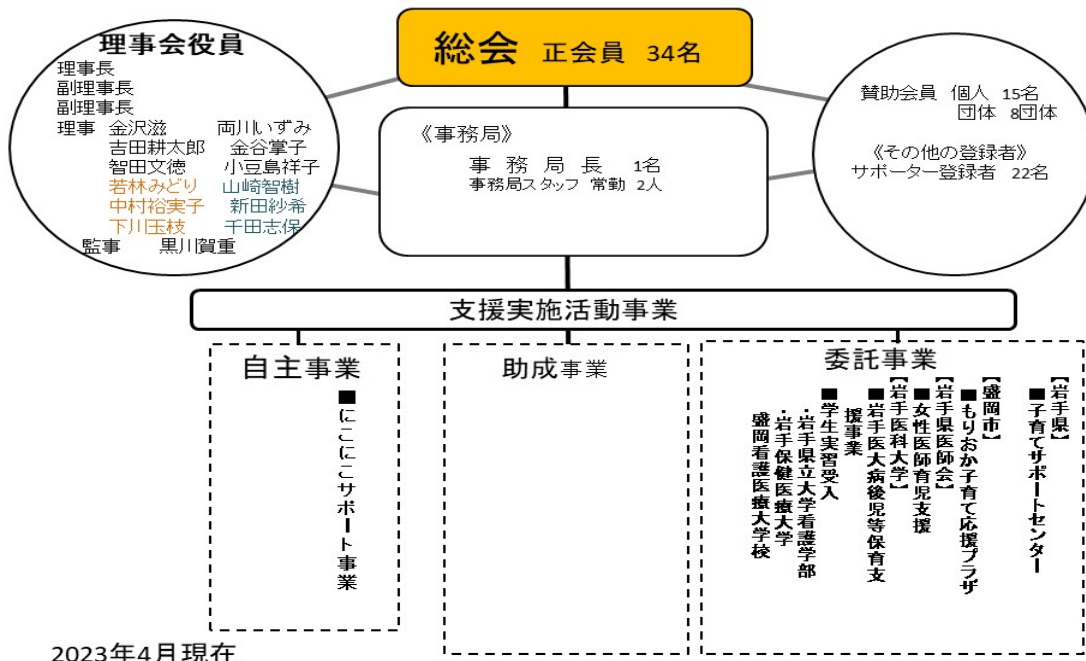 総会 正会員 34名
理事会役員
理事長
副理事長
副理事長
理事 金沢滋 両川いずみ
吉田耕太郎 金谷掌子
智田文徳 小豆島祥子
若林みどり 山崎智樹
中村裕実子 新田紗希
下川玉枝 千田志保
監事 黒川賀重
《事務局》
事務局長 1名
事務局スタッフ 常勤 2人
賛助会員 個人 15名
団体 8団体
《その他の登録者》
サポーター登録者 22名
支援実施活動事業
自主事業
■にこにこサポート事業
助成事業
委託事業
【岩手県】
■子育てサポートセンター
【盛岡市】
■もりおか子育て応援プラザ
【岩手県医師会】
■女性医師育児支援
【岩手医科大学】
■岩手医大病後児等保育支
援事業
■学生実習受入
・岩手県立大学看護学部
・岩手保健医療大学
盛岡看護医療大学校
2023年4月現在